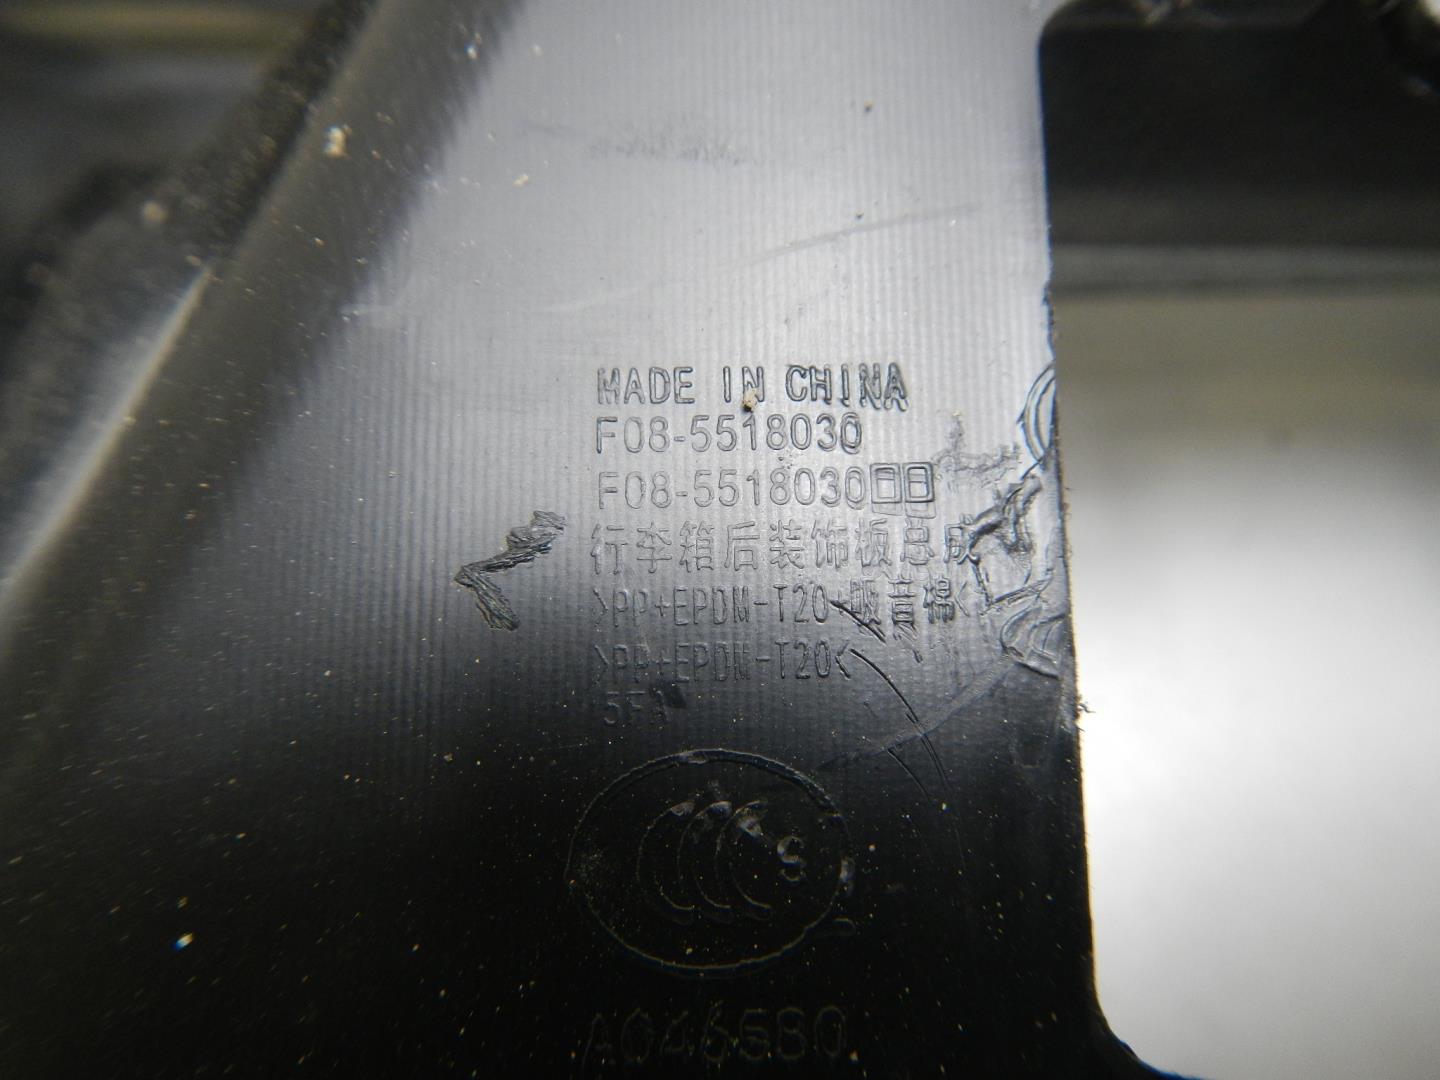 MADE IN CHINA
F08-5518030
F08-5518030□□
行李箱后装饰板总成
>PP+EPDM-T20+吸音棉<
>PP+EPDM-T20<
S
A046580